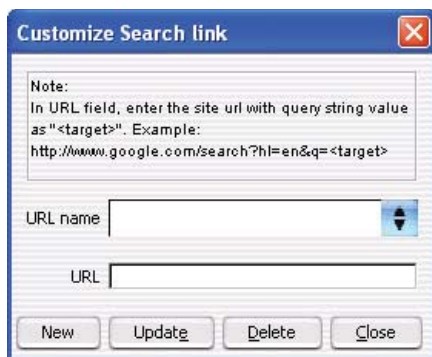 Customize Search link
Note:
In URL field, enter the site url with query string value
as "<target>". Example:
http://www.google.com/search?hl=en&q=<target>
URL name
URL
New Update Delete Close